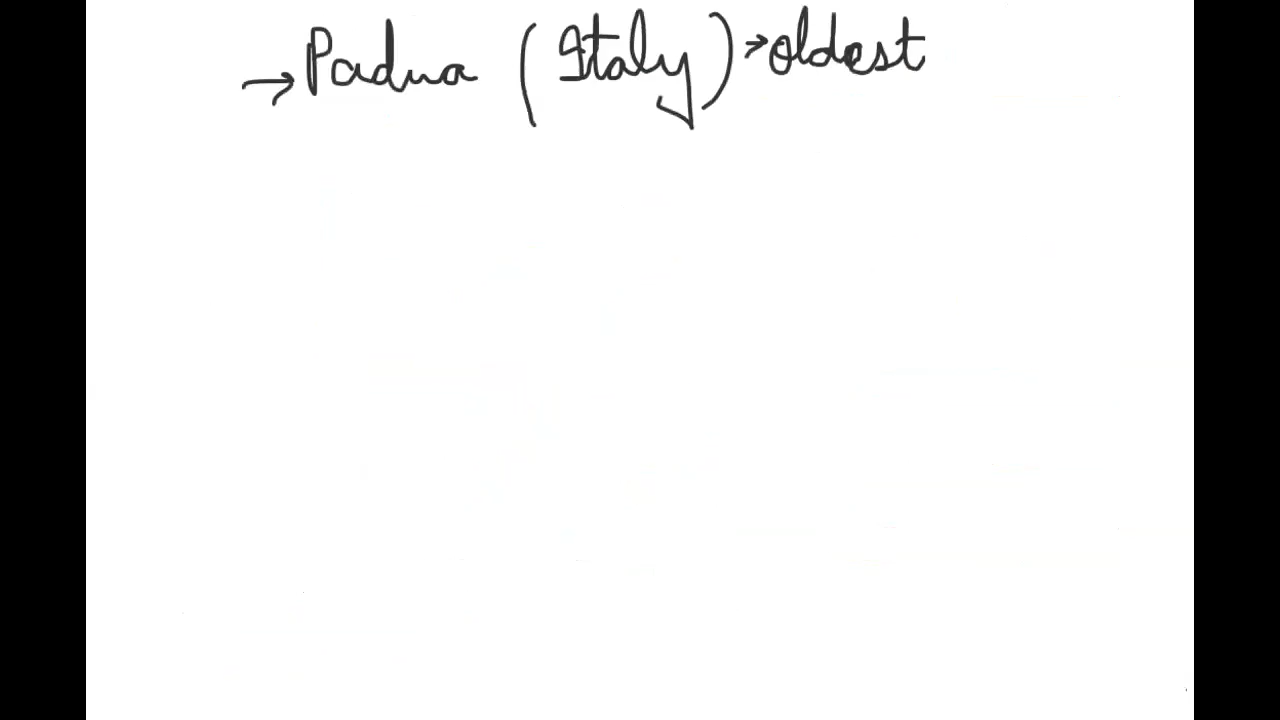 → Padua (Italy) → oldest